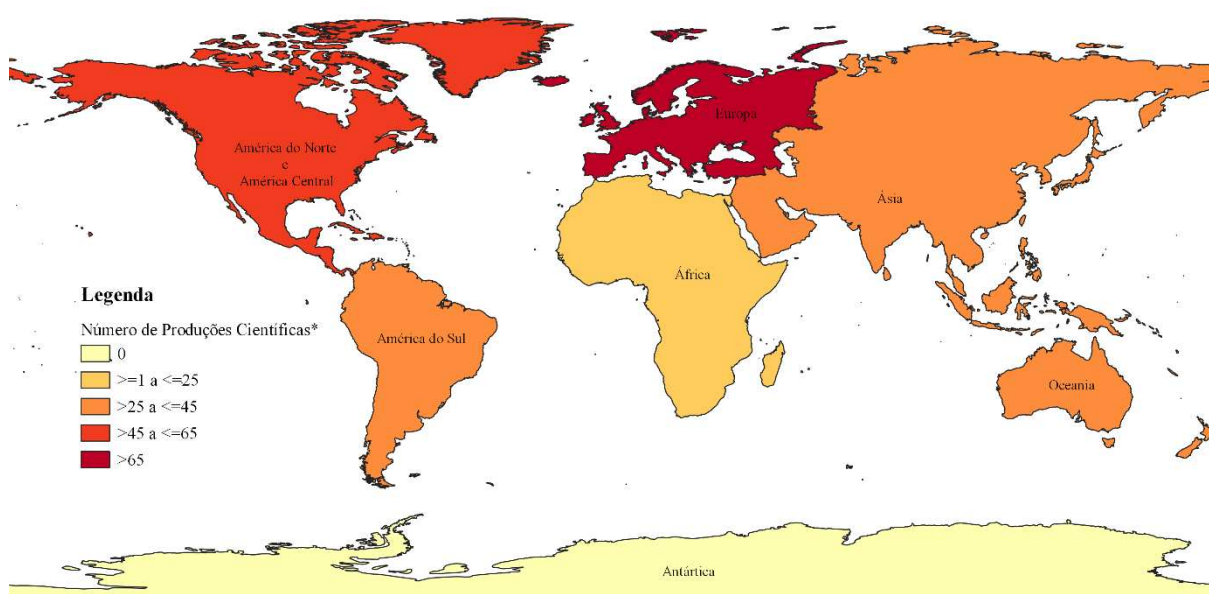 Europa
América do Norte
e
América Central
Ásia
África
Legenda
Número de Produções Científicas*
0
>=1 a <=25
>25 a <=45
>45 a <=65
>65
América do Sul
Oceania
Antártica